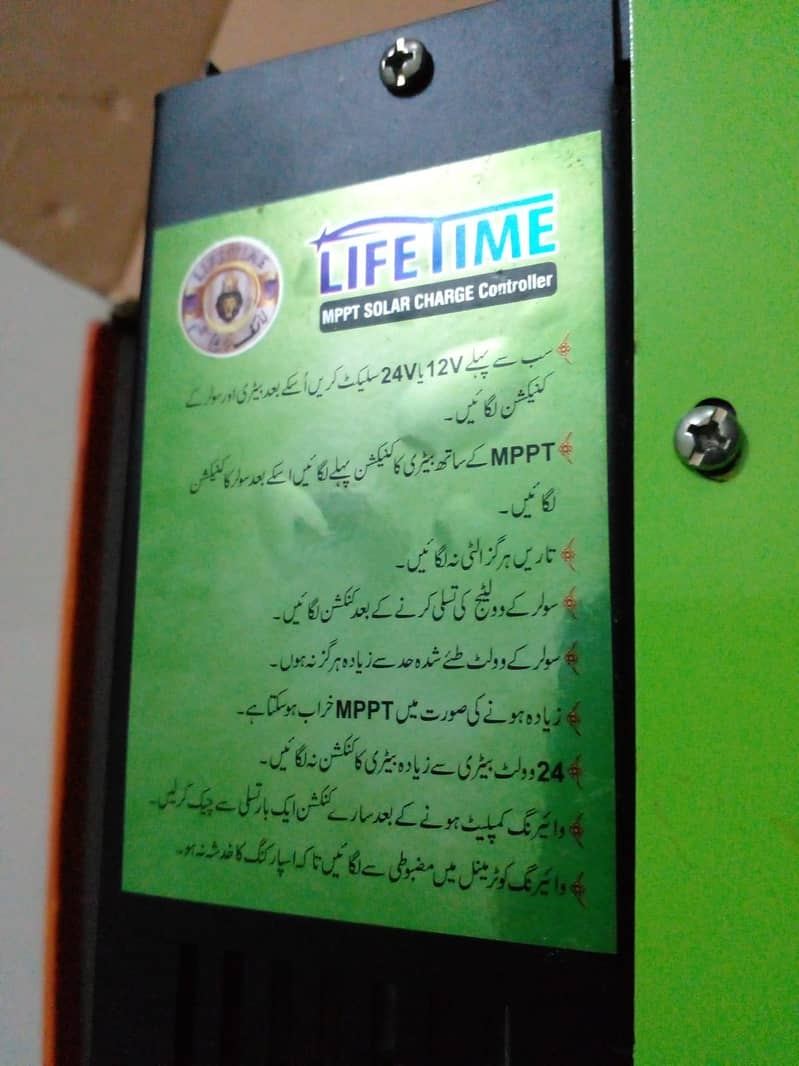 LIFETIME
LIFETIME
MPPT SOLAR CHARGE Controller
سب سے پہلے 12V یا 24V سلیکٹ کریں اُسکے بعد بیٹری اور سولر کے
کنیکشن لگائیں۔
MPPT کے ساتھ بیٹری کا کنیکشن پہلے لگائیں اسکے بعد سولر کا کنیکشن
لگائیں۔
تاریں ہرگز الٹی نہ لگائیں۔
سولر کے وولٹیج کی تسلی کرنے کے بعد کنکشن لگائیں۔
سولر کے وولٹ طئے شدہ حد سے زیادہ ہرگز نہ ہوں۔
زیادہ ہونے کی صورت میں MPPT خراب ہوسکتا ہے۔
24 وولٹ بیٹری سے زیادہ بیٹری کا کنکشن نہ لگائیں۔
وائیرنگ کمپلیٹ ہونے کے بعد سارے کنکشن ایک بار تسلی سے چیک کرلیں۔
وائیرنگ کو ٹرمینل میں مضبوطی سے لگائیں تاکہ اسپارکنگ کا خدشہ نہ ہو۔